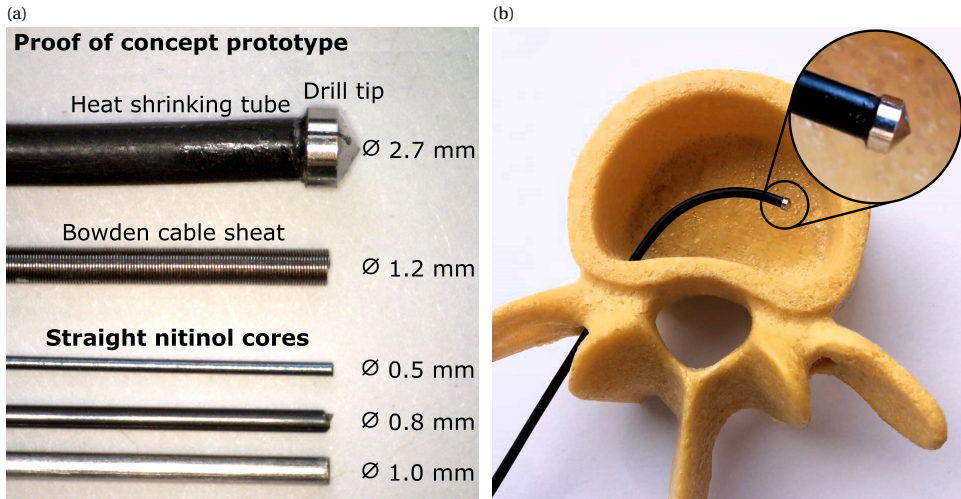 (a)
(b)
Proof of concept prototype
Drill tip
Heat shrinking tube
Ø 2.7 mm
Bowden cable sheat
Ø 1.2 mm
Straight nitinol cores
Ø 0.5 mm
Ø 0.8 mm
Ø 1.0 mm